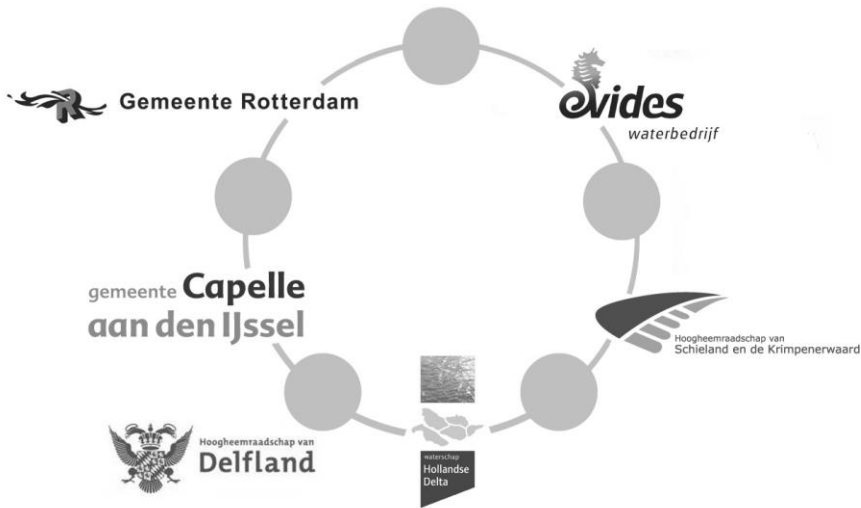 Gemeente Rotterdam
evides
waterbedrijf
gemeente Capelle
aan den IJssel
Hoogheemraadschap van
Schieland en de Krimpenerwaard
Hoogheemraadschap van
Delfland
waterschap
Hollandse
Delta